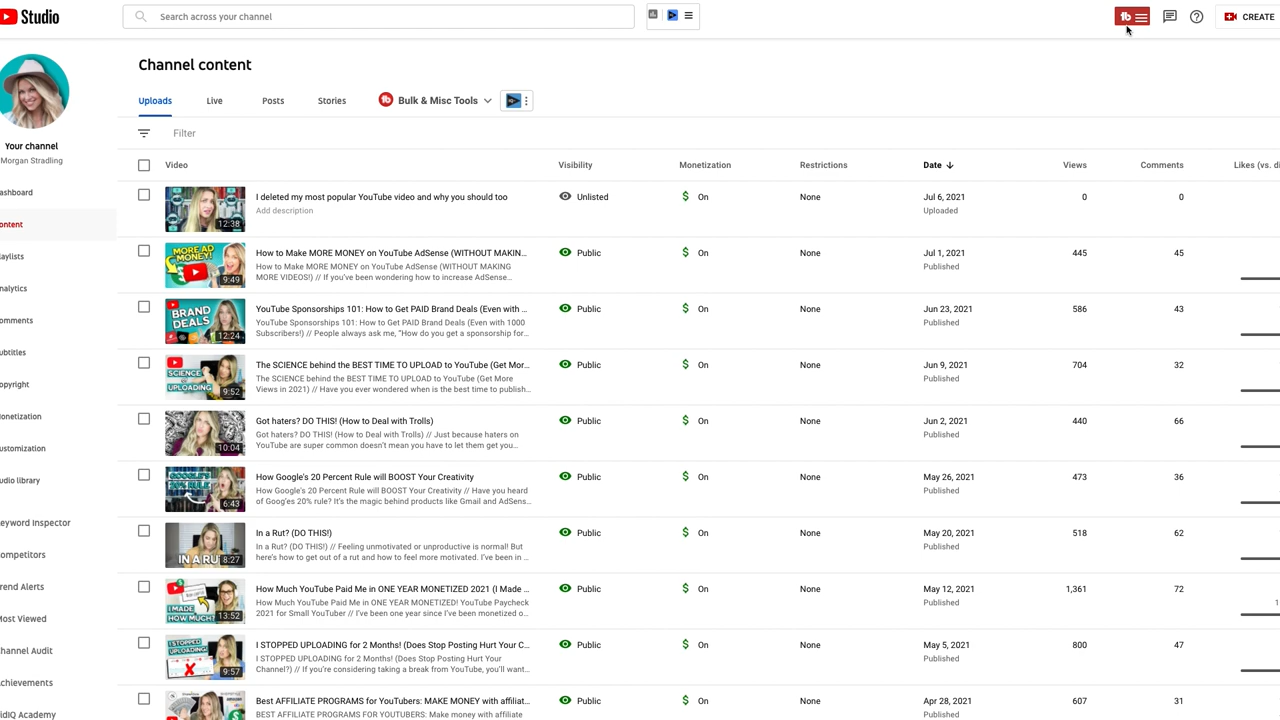 Studio
Search across your channel
CREATE
Channel content
Uploads
Live
Posts
Stories
Bulk & Misc Tools
Filter
Your channel
Morgan Stradling
ashboard
ontent
laylists
nalytics
omments
ubtitles
opyright
onetization
ustomization
udio library
eyword Inspector
ompetitors
rend Alerts
ost Viewed
hannel Audit
chievements
idIQ Academy
Video Visibility Monetization Restrictions Date Views Comments Likes (vs. di
12:38
I deleted my most popular YouTube video and why you should too Unlisted On None Jul 6, 2021 0 0
Add description Uploaded
MORE AD MONEY!
9:49
How to Make MORE MONEY on YouTube AdSense (WITHOUT MAKIN... Public On None Jul 1, 2021 445 45
How to Make MORE MONEY on YouTube AdSense (WITHOUT MAKING Published
MORE VIDEOS!) // If you've been wondering how to increase AdSense...
BRAND DEALS
12:24
YouTube Sponsorships 101: How to Get PAID Brand Deals (Even with ... Public On None Jun 23, 2021 586 43
YouTube Sponsorships 101: How to Get PAID Brand Deals (Even with 1000 Published
Subscribers!) // People always ask me, "How do you get a sponsorship for...
SCIENCE OF UPLOADING
9:52
The SCIENCE behind the BEST TIME TO UPLOAD to YouTube (Get Mor... Public On None Jun 9, 2021 704 32
The SCIENCE behind the BEST TIME TO UPLOAD to YouTube (Get More Published
Views in 2021) // Have you ever wondered when is the best time to publish...
10:04
Got haters? DO THIS! (How to Deal with Trolls) Public On None Jun 2, 2021 440 66
Got haters? DO THIS! (How to Deal with Trolls) // Just because haters on Published
YouTube are super common doesn't mean you have to let them get you...
GOOGLE'S 20% RULE
6:43
How Google's 20 Percent Rule will BOOST Your Creativity Public On None May 26, 2021 473 36
How Google's 20 Percent Rule will BOOST Your Creativity // Have you heard Published
of Goog'es 20% rule? It's the magic behind products like Gmail and AdSens...
IN A RUT
8:27
In a Rut? (DO THIS!) Public On None May 20, 2021 518 62
In a Rut? (DO THIS!) // Feeling unmotivated or unproductive is normal! But Published
here's how to get out of a rut and how to feel more motivated. I've been in ...
I MADE HOW MUCH?
13:52
How Much YouTube Paid Me in ONE YEAR MONETIZED 2021 (I Made ... Public On None May 12, 2021 1,361 72
How Much YouTube Paid Me in ONE YEAR MONETIZED! YouTube Paycheck Published 1
2021 for Small YouTuber // I've been one year since I've been monetized o...
I STOPPED UPLOADING!
9:57
I STOPPED UPLOADING for 2 Months! (Does Stop Posting Hurt Your C... Public On None May 5, 2021 800 47
I STOPPED UPLOADING for 2 Months! (Does Stop Posting Hurt Your Published
Channel?) // If you're considering taking a break from YouTube, you'll want...
Best AFFILIATE PROGRAMS for YouTubers: MAKE MONEY with affiliat... Public On None Apr 28, 2021 607 31
BEST AFFILIATE PROGRAMS FOR YOUTUBERS: Make money with affiliate Published